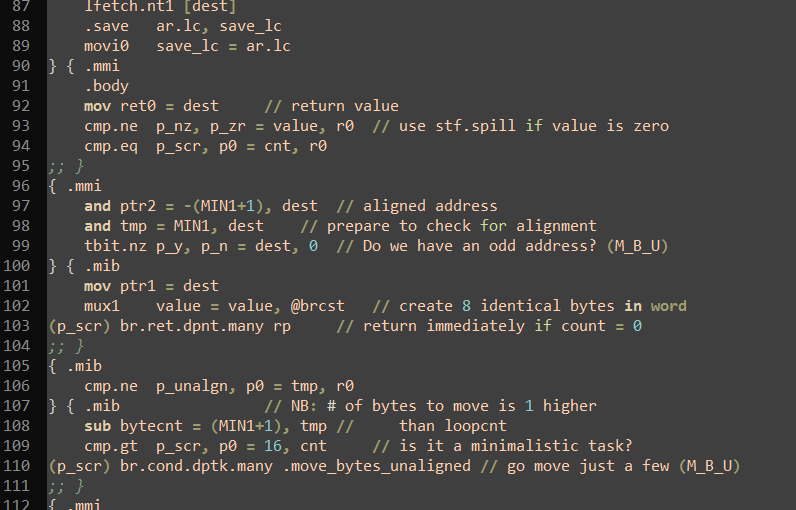 87 lfetch.nt1 [dest]
88 .save ar.lc, save_lc
89 movi0 save_lc = ar.lc
90 } { .mmi
91 .body
92 mov ret0 = dest // return value
93 cmp.ne p_nz, p_zr = value, r0 // use stf.spill if value is zero
94 cmp.eq p_scr, p0 = cnt, r0
95 ;; }
96 { .mmi
97 and ptr2 = -(MIN1+1), dest // aligned address
98 and tmp = MIN1, dest // prepare to check for alignment
99 tbit.nz p_y, p_n = dest, 0 // Do we have an odd address? (M_B_U)
100 } { .mib
101 mov ptr1 = dest
102 mux1 value = value, @brcst // create 8 identical bytes in word
103 (p_scr) br.ret.dpnt.many rp // return immediately if count = 0
104 ;; }
105 { .mib
106 cmp.ne p_unalgn, p0 = tmp, r0
107 } { .mib // NB: # of bytes to move is 1 higher
108 sub bytecnt = (MIN1+1), tmp // than loopcnt
109 cmp.gt p_scr, p0 = 16, cnt // is it a minimalistic task?
110 (p_scr) br.cond.dptk.many .move_bytes_unaligned // go move just a few (M_B_U)
111 ;; }
112 { .mmi